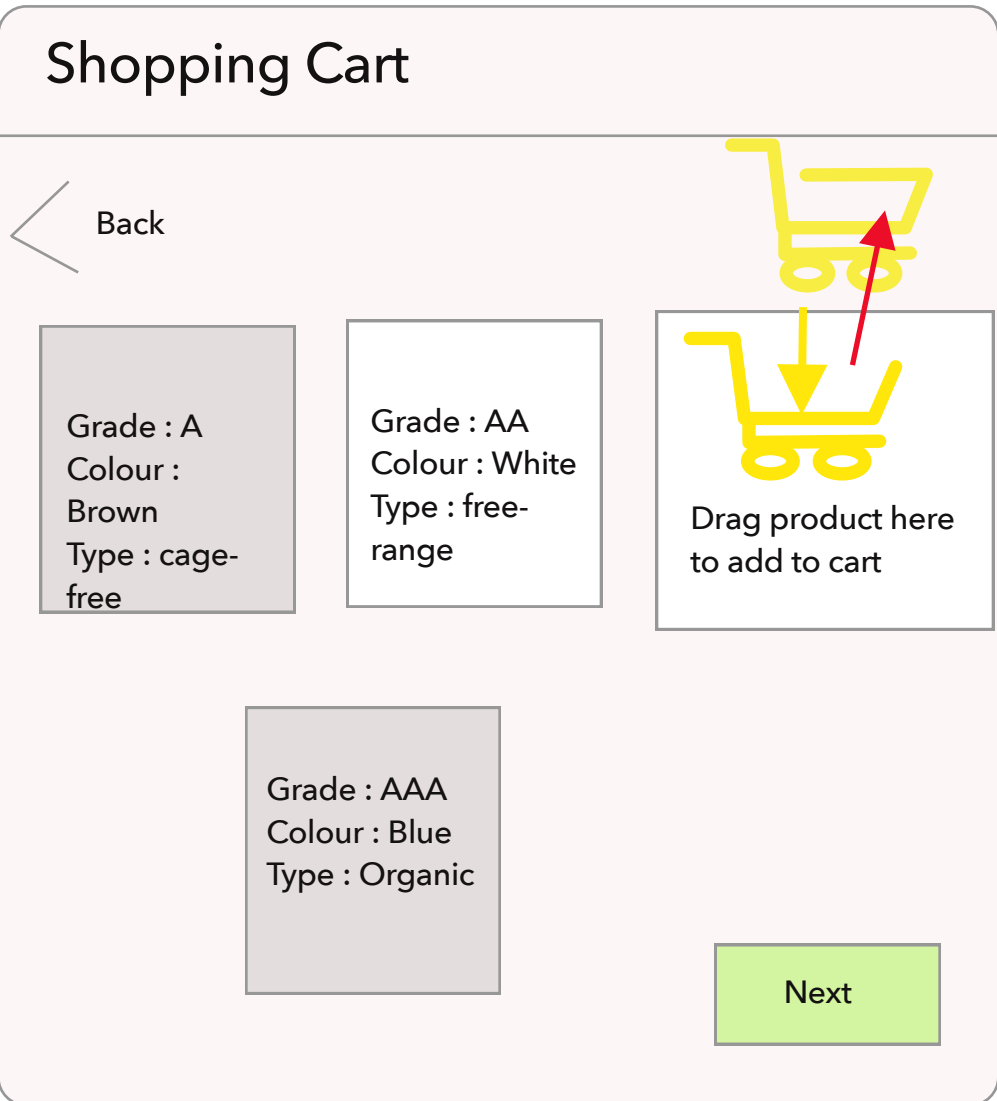 Shopping Cart
Back
Grade : A
Colour :
Brown
Type : cage-
free
Grade : AA
Colour : White
Type : free-
range
Drag product here
to add to cart
Grade : AAA
Colour : Blue
Type : Organic
Next